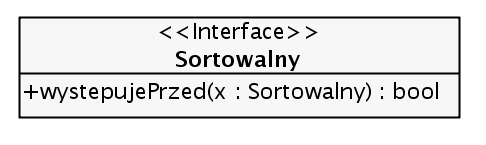 <<Interface>>
Sortowalny
+wystepujePrzed(x : Sortowalny) : bool